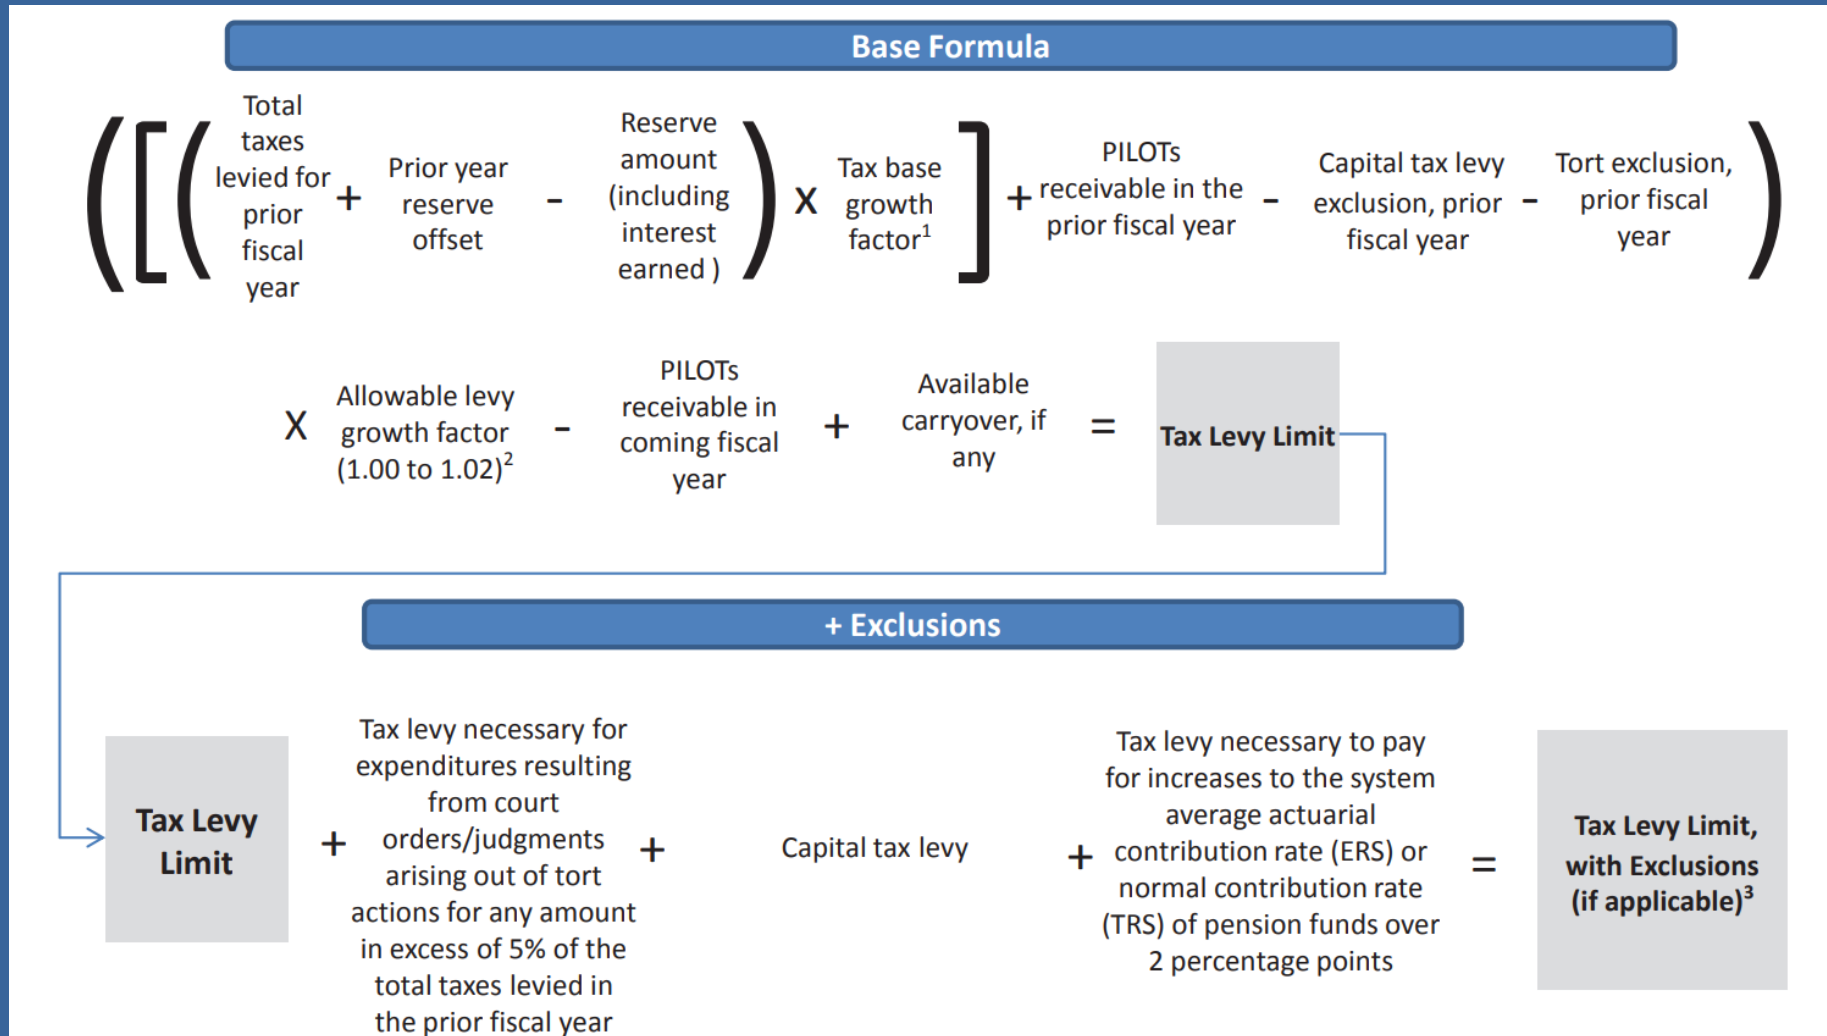 Base Formula
([(
Total
taxes
levied for
prior
fiscal
year
+
Prior year
reserve
offset
-
Reserve
amount
(including
interest
earned )
)
X
Tax base
growth
factor1
]
+
PILOTs
receivable in the
prior fiscal year
-
Capital tax levy
exclusion, prior
fiscal year
-
Tort exclusion,
prior fiscal
year
)
X
Allowable levy
growth factor
(1.00 to 1.02)2
-
PILOTs
receivable in
coming fiscal
year
+
Available
carryover, if
any
=
Tax Levy Limit
+ Exclusions
Tax Levy
Limit
+
Tax levy necessary for
expenditures resulting
from court
orders/judgments
arising out of tort
actions for any amount
in excess of 5% of the
total taxes levied in
the prior fiscal year
+
Capital tax levy
+
Tax levy necessary to pay
for increases to the system
average actuarial
contribution rate (ERS) or
normal contribution rate
(TRS) of pension funds over
2 percentage points
=
Tax Levy Limit,
with Exclusions
(if applicable)3